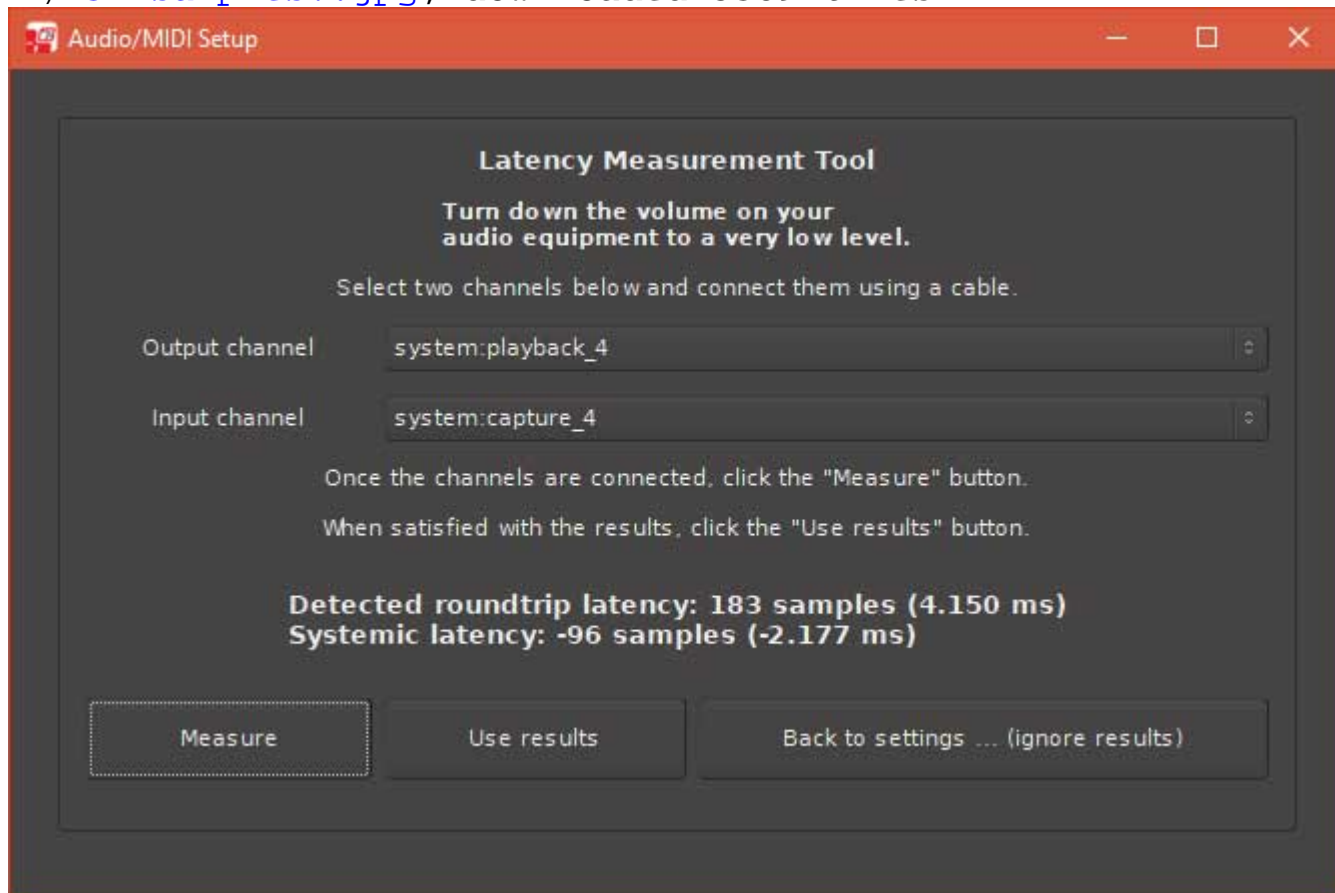 Audio/MIDI Setup
Latency Measurement Tool
Turn down the volume on your
audio equipment to a very low level.
Select two channels below and connect them using a cable.
Output channel system:playback_4
Input channel system:capture_4
Once the channels are connected, click the "Measure" button.
When satisfied with the results, click the "Use results" button.
Detected roundtrip latency: 183 samples (4.150 ms)
Systemic latency: -96 samples (-2.177 ms)
Measure Use results Back to settings ... (ignore results)